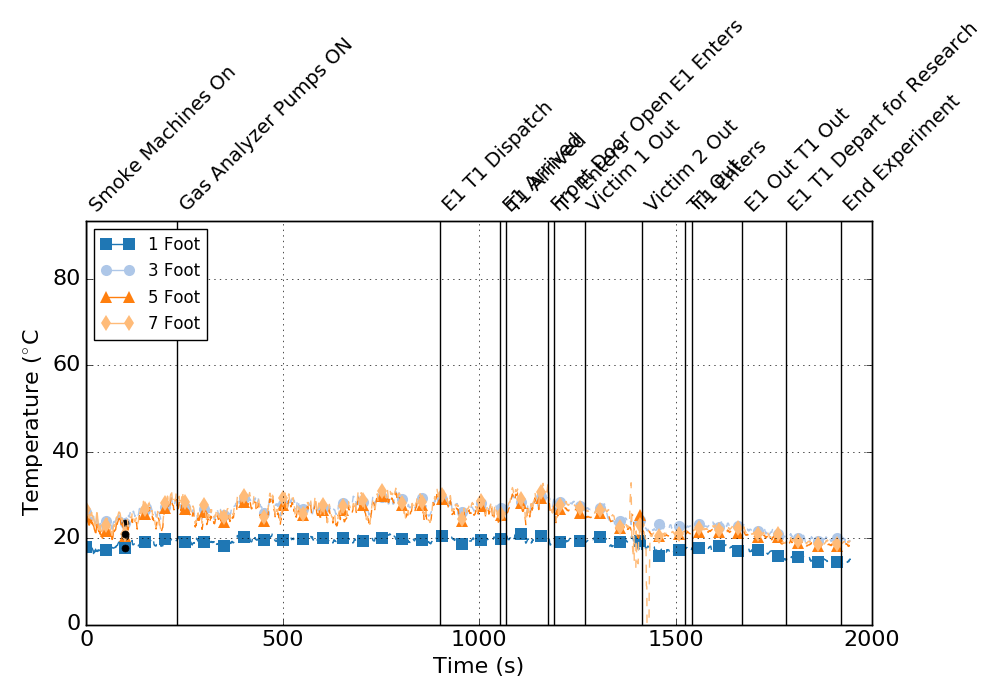 Smoke Machines On
Gas Analyzer Pumps ON
E1 T1 Dispatch
E1 Arrived
T1 Arrived
Front Door Open E1 Enters
T1 Enters
Victim 1 Out
Victim 2 Out
T1 Out
T1 Enters
E1 Out T1 Out
E1 T1 Depart for Research
End Experiment
1 Foot
3 Foot
5 Foot
7 Foot
Temperature (°C
80
60
40
20
0
0 500 1000 1500 2000
Time (s)